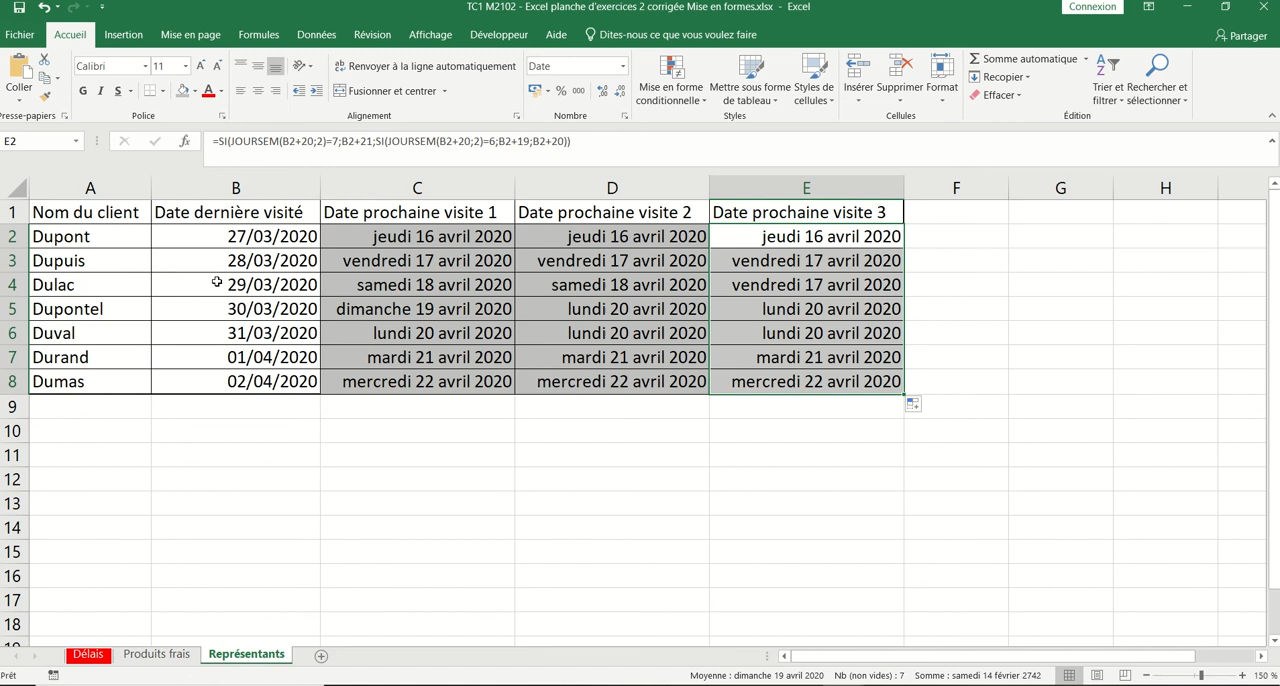 TC1 M2102 - Excel planche d'exercices 2 corrigée Mise en formes.xlsx - Excel
Connexion
Fichier Accueil Insertion Mise en page Formules Données Révision Affichage Développeur Aide Dites-nous ce que vous voulez faire Partager
Calibri 11 Renvoyer à la ligne automatiquement Date Somme automatique
Coller G I S A Fusionner et centrer % 000 Mise en forme conditionnelle Mettre sous forme de tableau Styles de cellules Insérer Supprimer Format Recopier Effacer Trier et filtrer Rechercher et sélectionner
Presse-papiers Police Alignement Nombre Styles Cellules Édition
E2 fx =SI(JOURSEM(B2+20;2)=7;B2+21;SI(JOURSEM(B2+20;2)=6;B2+19;B2+20))
A B C D E F G H
1 Nom du client Date dernière visité Date prochaine visite 1 Date prochaine visite 2 Date prochaine visite 3
2 Dupont 27/03/2020 jeudi 16 avril 2020 jeudi 16 avril 2020 jeudi 16 avril 2020
3 Dupuis 28/03/2020 vendredi 17 avril 2020 vendredi 17 avril 2020 vendredi 17 avril 2020
4 Dulac 29/03/2020 samedi 18 avril 2020 samedi 18 avril 2020 vendredi 17 avril 2020
5 Dupontel 30/03/2020 dimanche 19 avril 2020 lundi 20 avril 2020 lundi 20 avril 2020
6 Duval 31/03/2020 lundi 20 avril 2020 lundi 20 avril 2020 lundi 20 avril 2020
7 Durand 01/04/2020 mardi 21 avril 2020 mardi 21 avril 2020 mardi 21 avril 2020
8 Dumas 02/04/2020 mercredi 22 avril 2020 mercredi 22 avril 2020 mercredi 22 avril 2020
9
10
11
12
13
14
15
16
17
18
19
Délais Produits frais Représentants
Prêt Moyenne : dimanche 19 avril 2020 Nb (non vides) : 7 Somme : samedi 14 février 2742 150 %